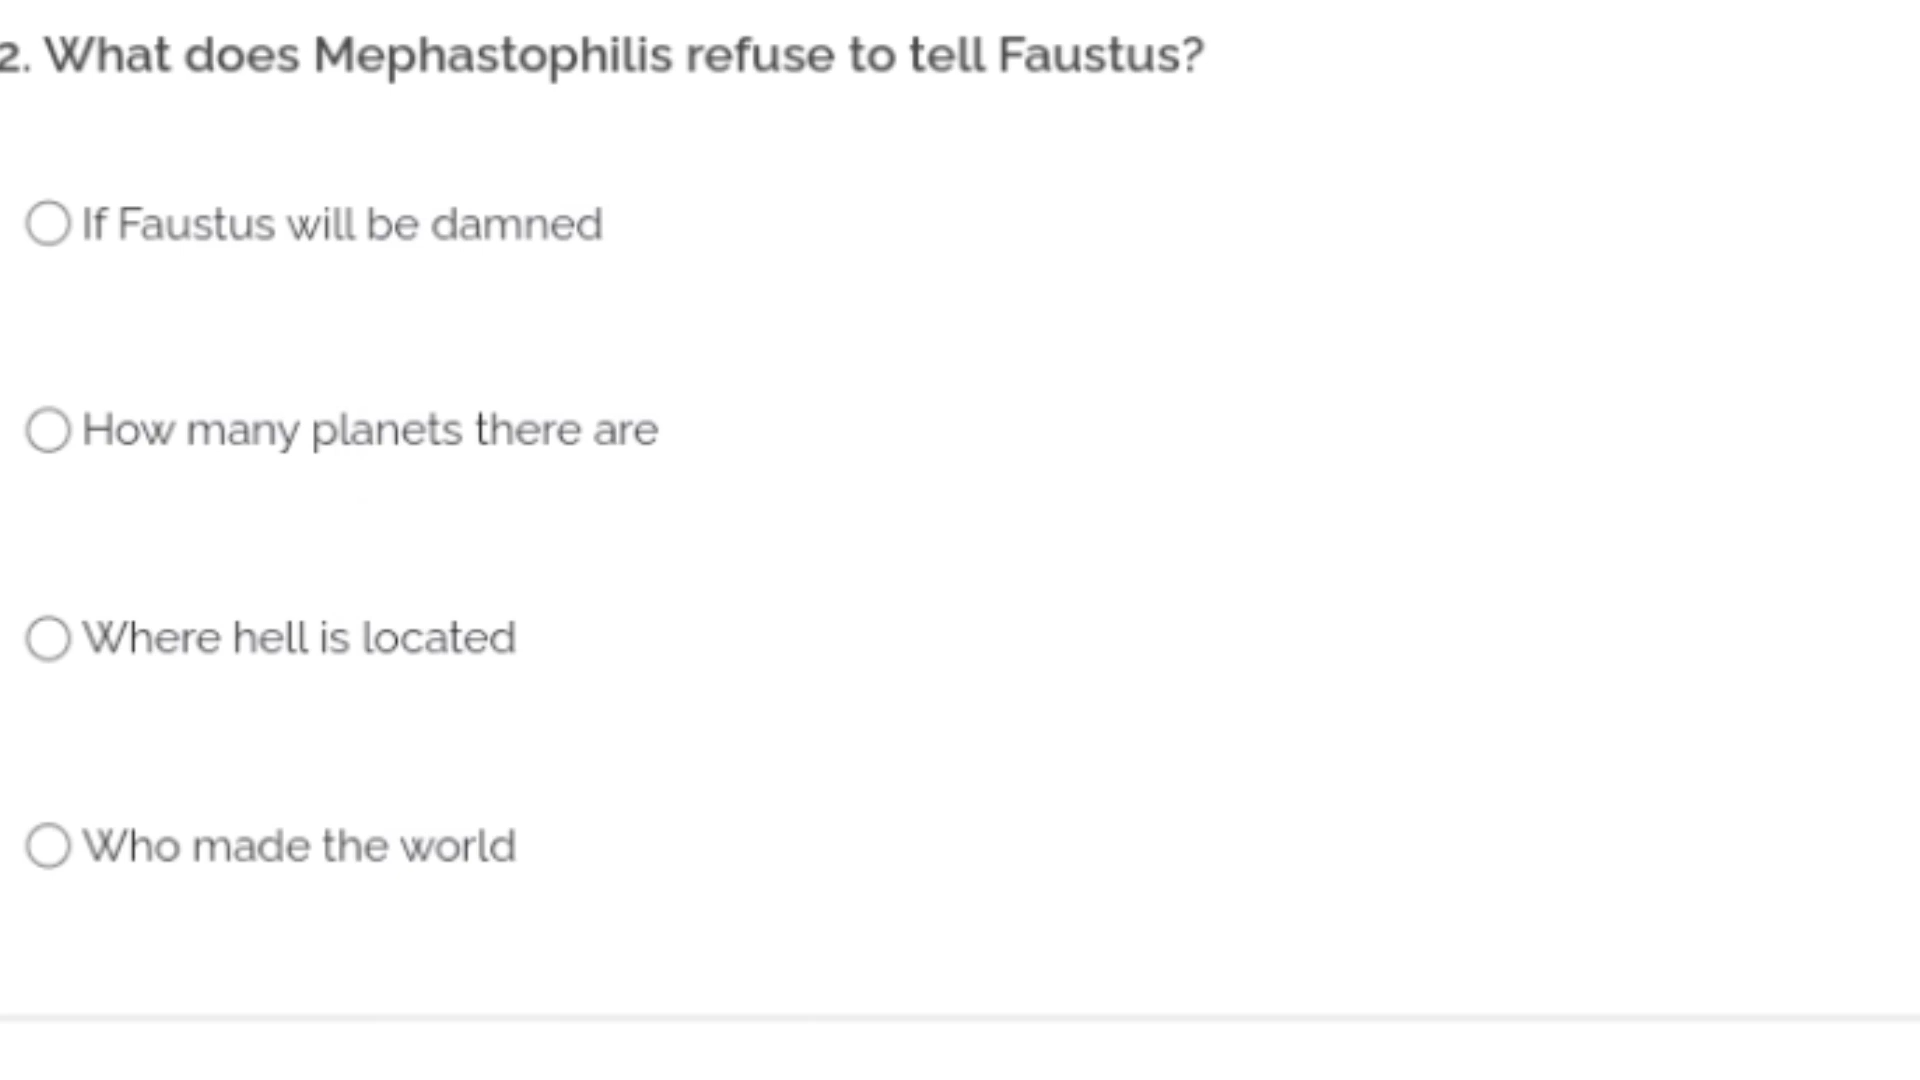 2. What does Mephastophilis refuse to tell Faustus?
If Faustus will be damned
How many planets there are
Where hell is located
Who made the world